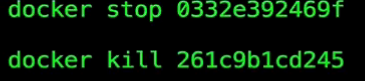 docker stop 0332e392469f
docker kill 261c9b1cd245